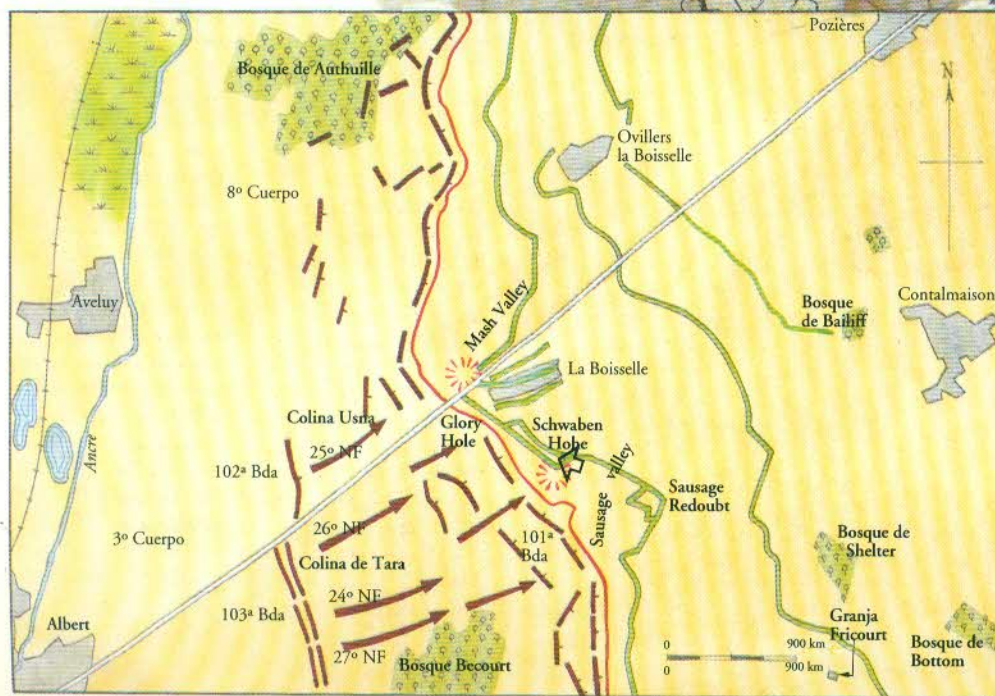 Pozières
Bosque de Authuille
N
Ovillers
la Boisselle
8º Cuerpo
Aveluy
Mash Valley
Bosque
de Bailiff
Contalmaison
La Boisselle
Colina Usna
Glory
Hole
Schwaben
Hohe
25º NF
102ª Bda
Ancre
Sausage valley
Sausage
Redoubt
26º NF
3º Cuerpo
101ª
Bda
Bosque de
Shelter
Colina de Tara
24º NF
103ª Bda
Albert
27º NF
Bosque Becourt
Granja
Fricourt
Bosque de
Bottom
0 900 km
0 900 km